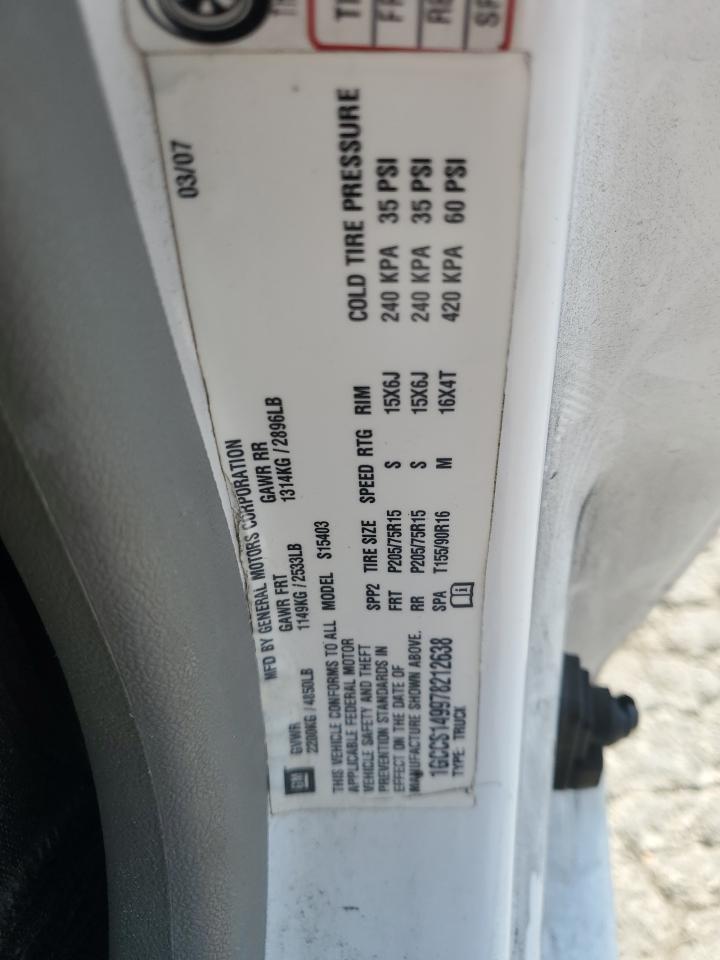 03/07
MFD BY GENERAL MOTORS CORPORATION
GVWR GAWR FRT GAWR RR
2200KG/4850LB 1149KG/2533LB 1314KG/2896LB
THIS VEHICLE CONFORMS TO ALL
APPLICABLE FEDERAL MOTOR
VEHICLE SAFETY AND THEFT
PREVENTION STANDARDS IN
EFFECT ON THE DATE OF
MANUFACTURE SHOWN ABOVE.
1GCCS149978212638
TYPE: TRUCK
MODEL S15403
SPP2 TIRE SIZE SPEED RTG RIM COLD TIRE PRESSURE
FRT P205/75R15 S 15X6J 240 KPA 35 PSI
RR P205/75R15 S 15X6J 240 KPA 35 PSI
SPA T155/90R16 M 16X4T 420 KPA 60 PSI
GM